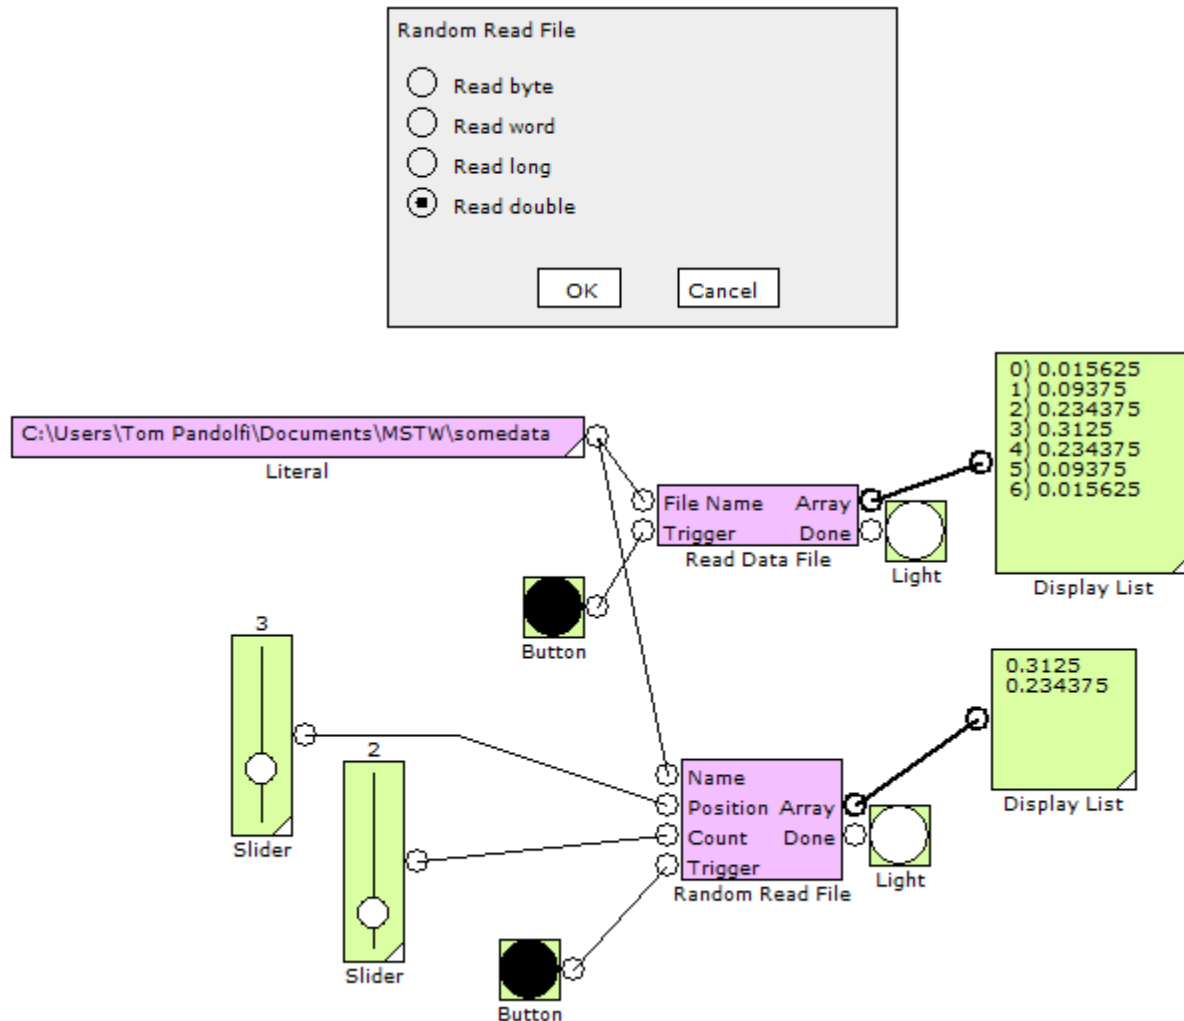 Random Read File
Read byte
Read word
Read long
Read double
OK
Cancel
C:\Users\Tom Pandolfi\Documents\MSTW\somedata
Literal
File Name Array
Trigger Done
Read Data File
Light
0) 0.015625
1) 0.09375
2) 0.234375
3) 0.3125
4) 0.234375
5) 0.09375
6) 0.015625
Display List
Button
3
Slider
2
Slider
Name
Position Array
Count Done
Trigger
Random Read File
Light
0.3125
0.234375
Display List
Button